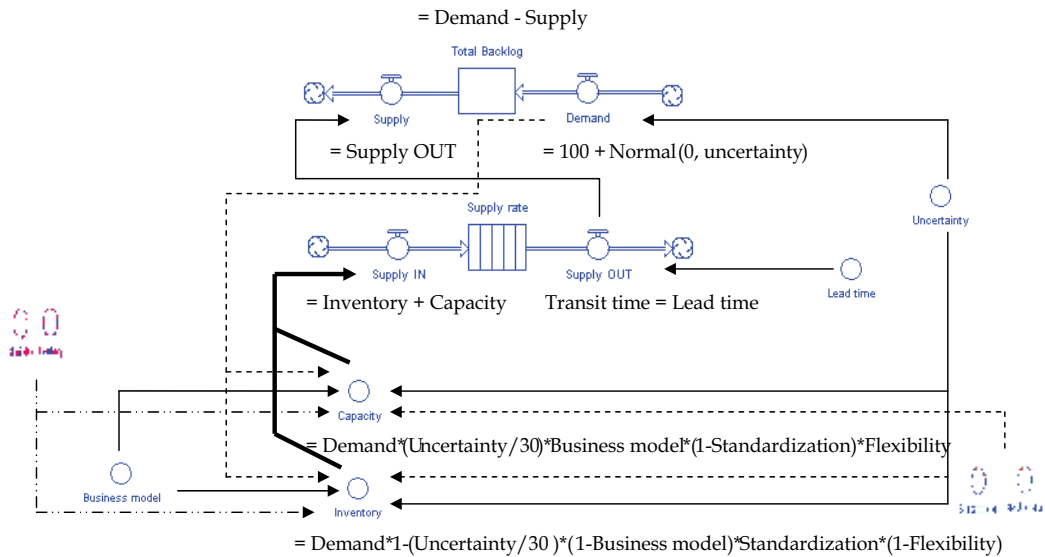 = Demand - Supply
Total Backlog
Supply
Demand
= Supply OUT
= 100 + Normal(0, uncertainty)
Supply rate
Uncertainty
Supply IN
Supply OUT
Lead time
= Inventory + Capacity
Transit time = Lead time
Capacity
= Demand*(Uncertainty/30)*Business model*(1-Standardization)*Flexibility
Business model
Inventory
= Demand*1-(Uncertainty/30 )*(1-Business model)*Standardization*(1-Flexibility)